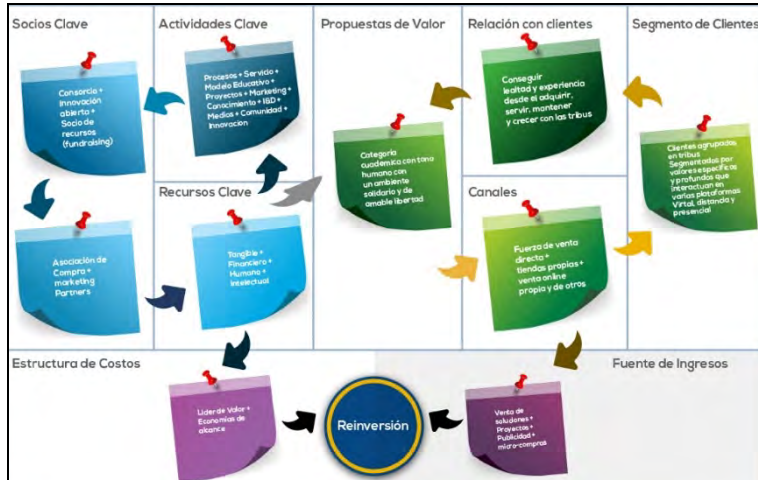 Socios Clave
Consorcio +
Innovación
abierta +
Socio de
recursos
(fundraising)
Asociación de
Compra +
marketing
Partners
Actividades Clave
Procesos + Servicio +
Modelo Educativo +
Proyectos + Marketing +
Conocimiento + I&D +
Medios + Comunidad +
Innovacion
Recursos Clave
Tangible +
Financiero +
Humano +
Intelectual
Propuestas de Valor
Categoría
académica con tono
humano con
un ambiente
solidario y de
amable libertad
Relación con clientes
Conseguir
lealtad y experiencia
desde el adquirir,
servir, mantener
y crecer con las tribus
Canales
Fuerza de venta
directa +
tiendas propias +
venta online
propia y de otros
Segmento de Clientes
Clientes agrupados
en tribus
Segmentados por
valores específicos
y profundos que
interactuan en
varias plataformas
Virtal, distancia y
presencial
Estructura de Costos
Lider de Valor +
Economías de
alcance
Reinversión
Fuente de Ingresos
Venta de
soluciones +
Proyectos +
Publicidad +
micro-compras